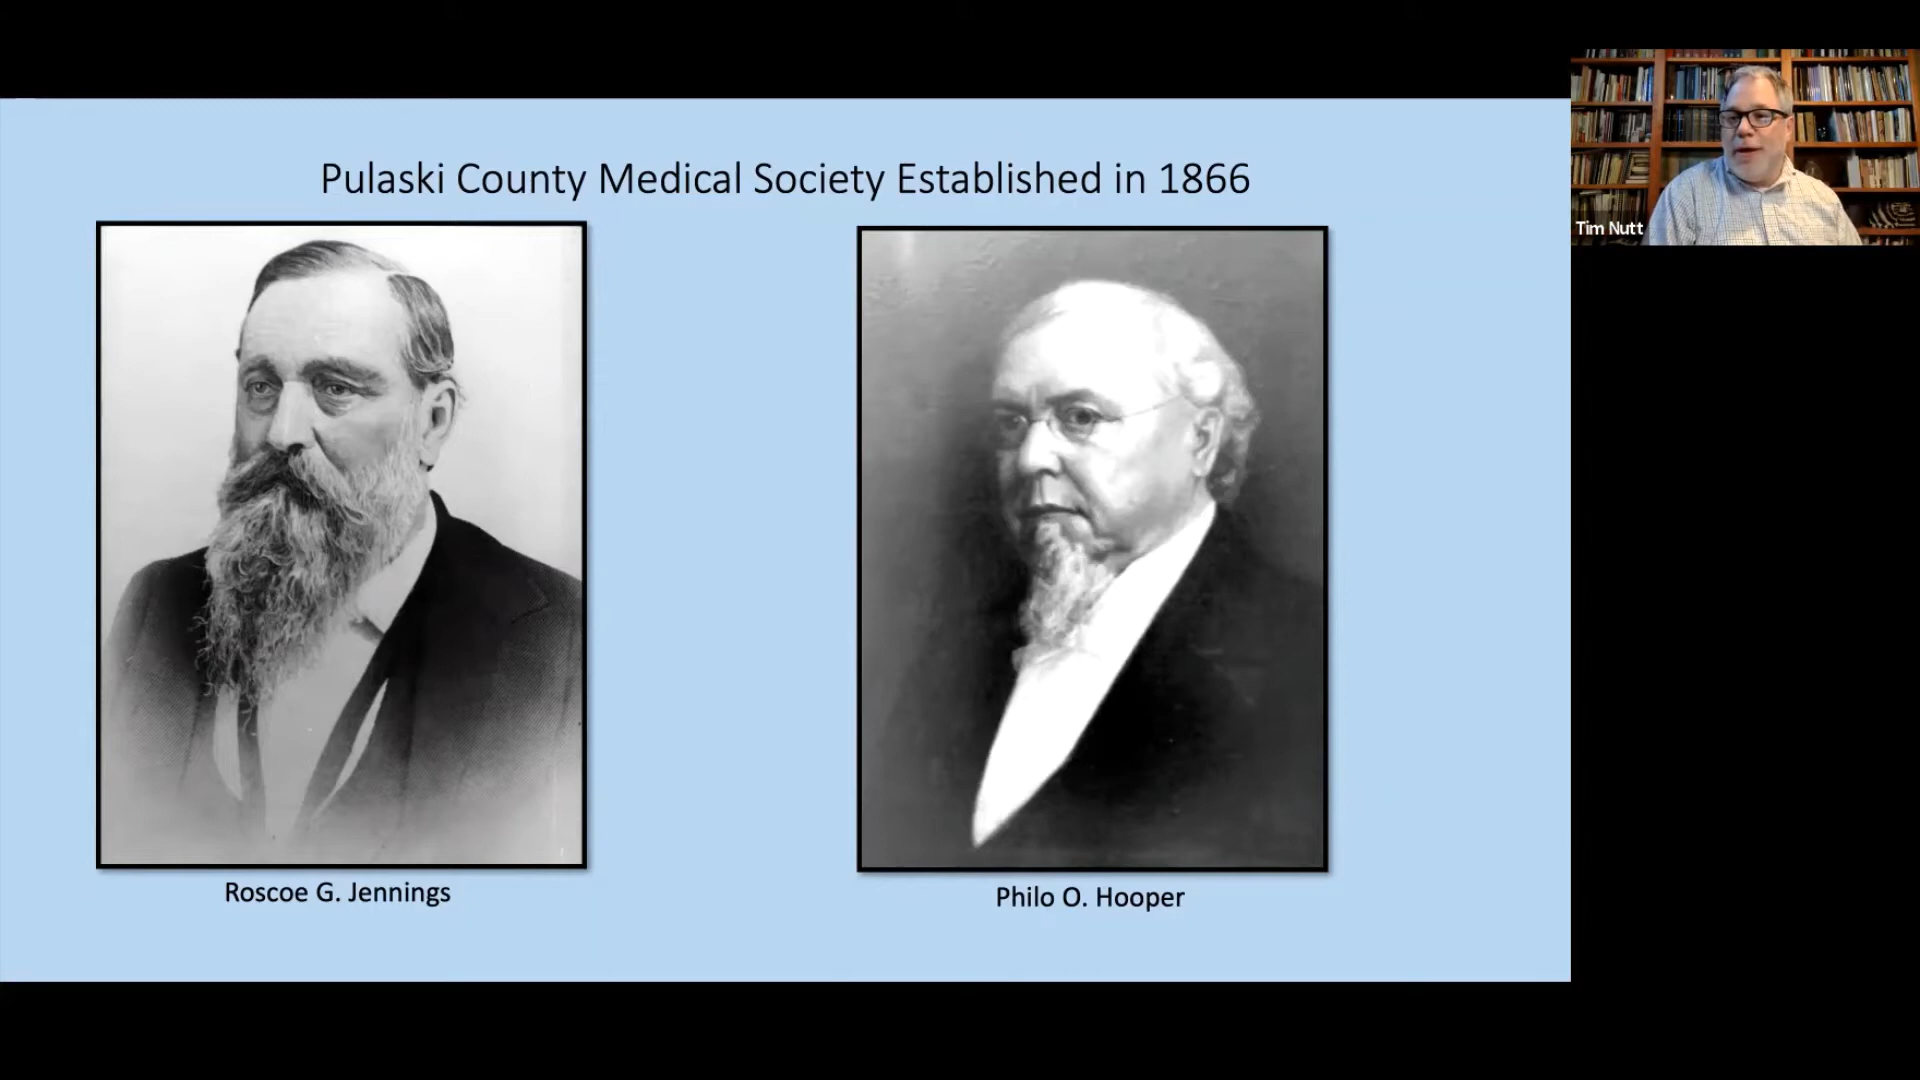 Pulaski County Medical Society Established in 1866
Tim Nutt
Roscoe G. Jennings
Philo O. Hooper